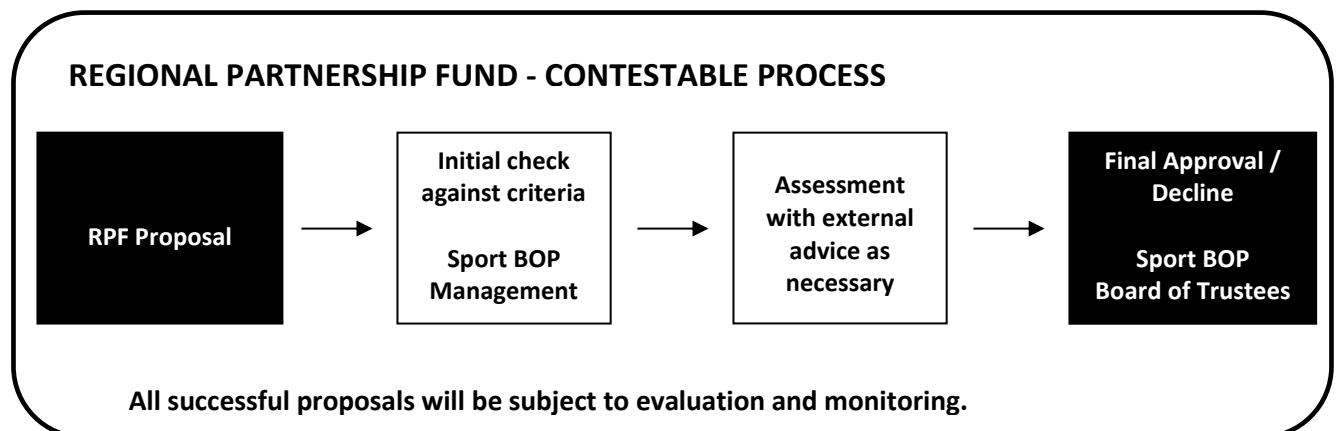 REGIONAL PARTNERSHIP FUND - CONTESTABLE PROCESS
RPF Proposal
Initial check
against criteria
Sport BOP
Management
Assessment
with external
advice as
necessary
Final Approval /
Decline
Sport BOP
Board of Trustees
All successful proposals will be subject to evaluation and monitoring.